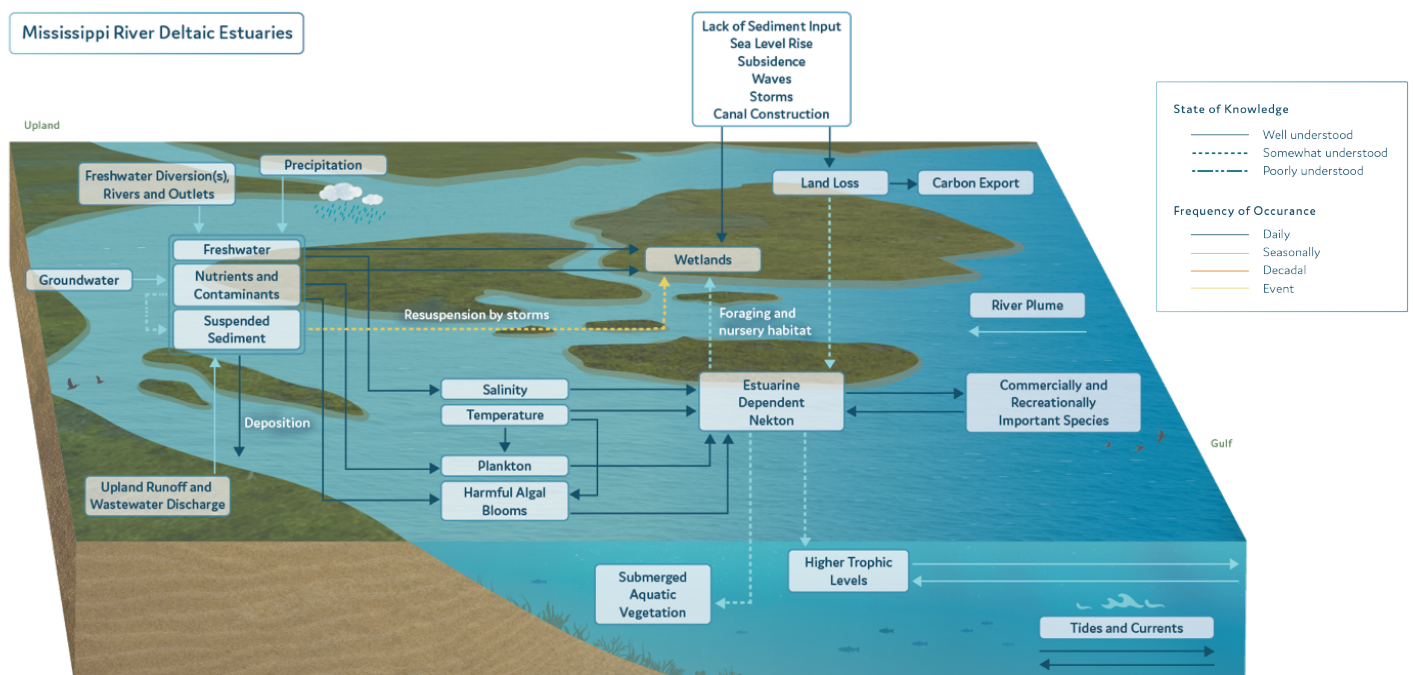 Mississippi River Deltaic Estuaries
Lack of Sediment Input
Sea Level Rise
Subsidence
Waves
Storms
Canal Construction
State of Knowledge
Well understood
Somewhat understood
Poorly understood
Frequency of Occurance
Daily
Seasonally
Decadal
Event
Upland
Precipitation
Freshwater Diversion(s),
Rivers and Outlets
Land Loss
Carbon Export
Freshwater
Wetlands
Groundwater
Nutrients and
Contaminants
Suspended
Sediment
Resuspension by storms
Foraging and
nursery habitat
River Plume
Salinity
Temperature
Estuarine
Dependent
Nekton
Commercially and
Recreationally
Important Species
Deposition
Gulf
Plankton
Harmful Algal
Blooms
Upland Runoff and
Wastewater Discharge
Higher Trophic
Levels
Submerged
Aquatic
Vegetation
Tides and Currents